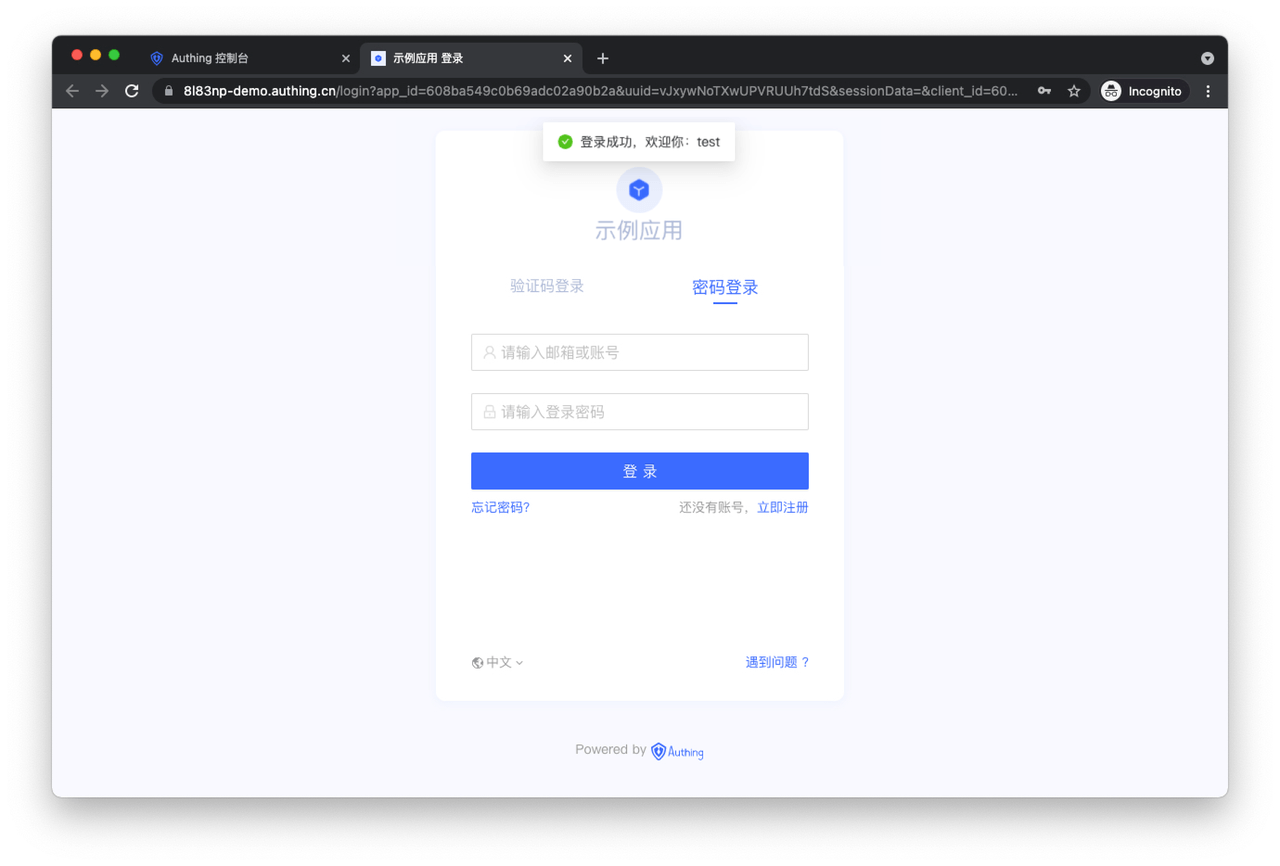 Authing 控制台
示例应用 登录
8l83np-demo.authing.cn/login?app_id=608ba549c0b69adc02a90b2a&uuid=vJxywNoTXwUPVRUUh7tdS&sessionData=&client_id=60...
Incognito
登录成功，欢迎你：test
示例应用
验证码登录
密码登录
请输入邮箱或账号
请输入登录密码
登 录
忘记密码?
还没有账号，立即注册
中文
遇到问题 ?
Powered by Authing